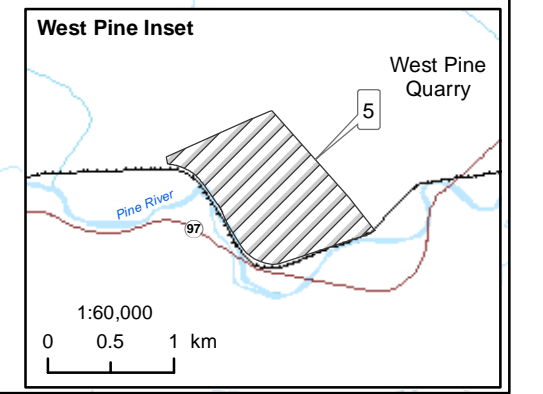 West Pine Inset
West Pine
Quarry
5
Pine River
97
1:60,000
0 0.5 1 km